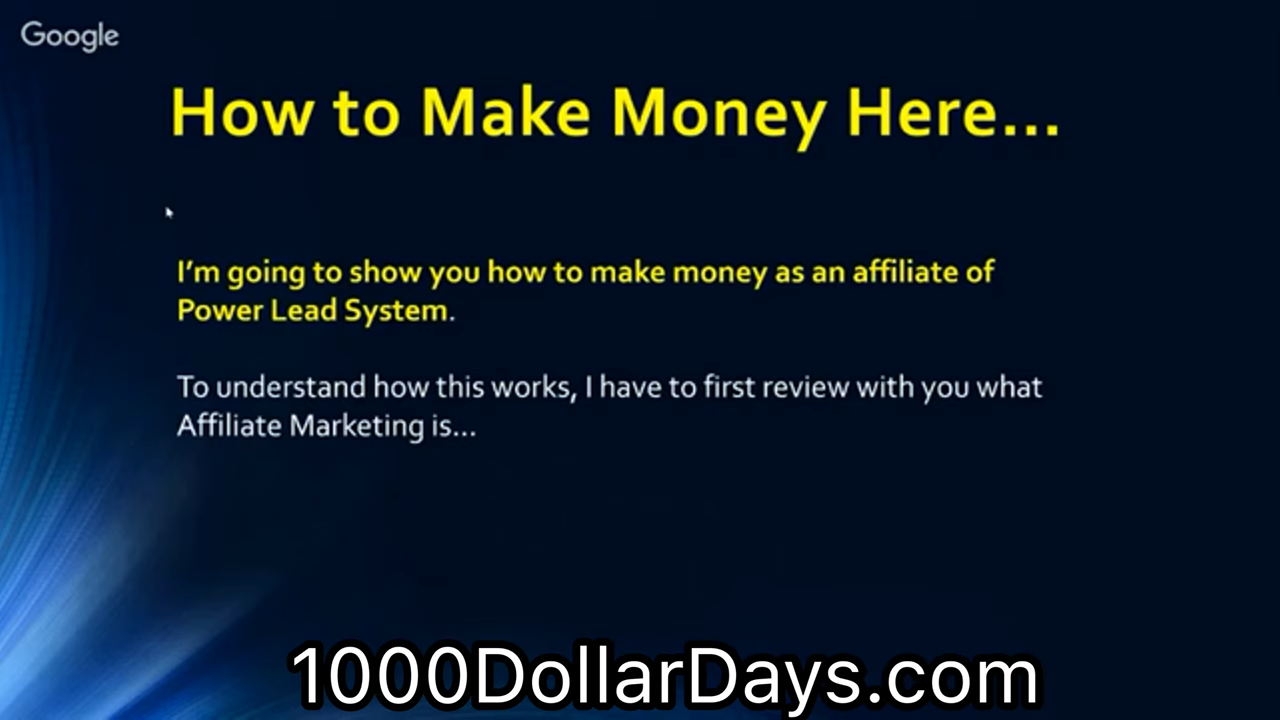 Google
How to Make Money Here...
I'm going to show you how to make money as an affiliate of
Power Lead System.
To understand how this works, I have to first review with you what
Affiliate Marketing is...
1000DollarDays.com